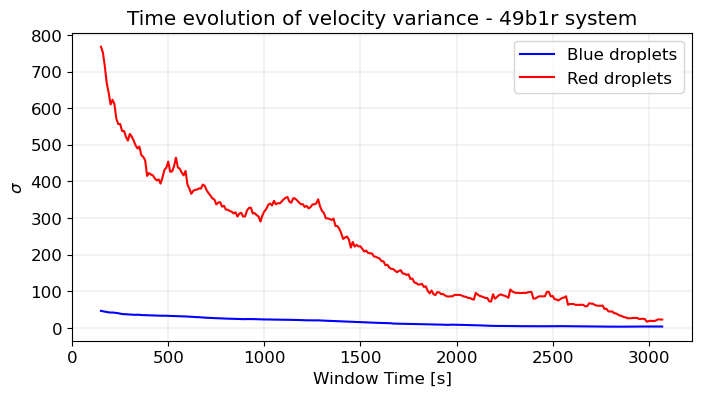 Time evolution of velocity variance - 49b1r system
800
700
600
500
400
300
200
100
0
σ
0 500 1000 1500 2000 2500 3000
Window Time [s]
Blue droplets
Red droplets